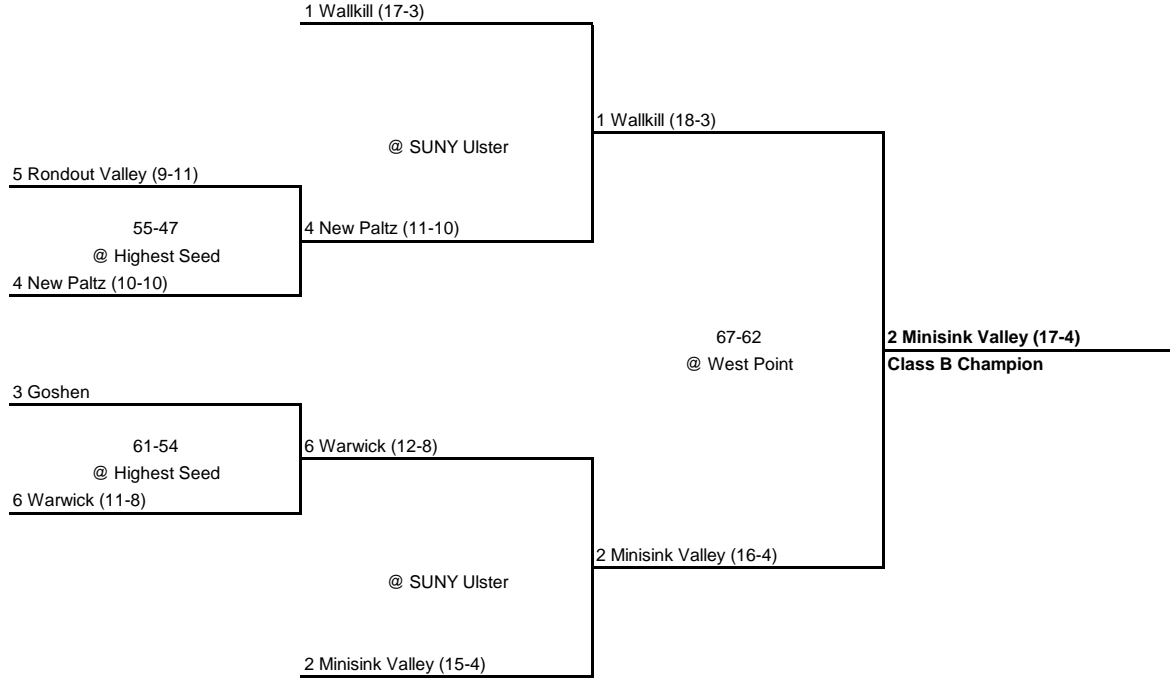 1 Wallkill (17-3)
1 Wallkill (18-3)
@ SUNY Ulster
5 Rondout Valley (9-11)
55-47
4 New Paltz (11-10)
@ Highest Seed
4 New Paltz (10-10)
67-62
2 Minisink Valley (17-4)
@ West Point
Class B Champion
3 Goshen
61-54
6 Warwick (12-8)
@ Highest Seed
6 Warwick (11-8)
2 Minisink Valley (16-4)
@ SUNY Ulster
2 Minisink Valley (15-4)